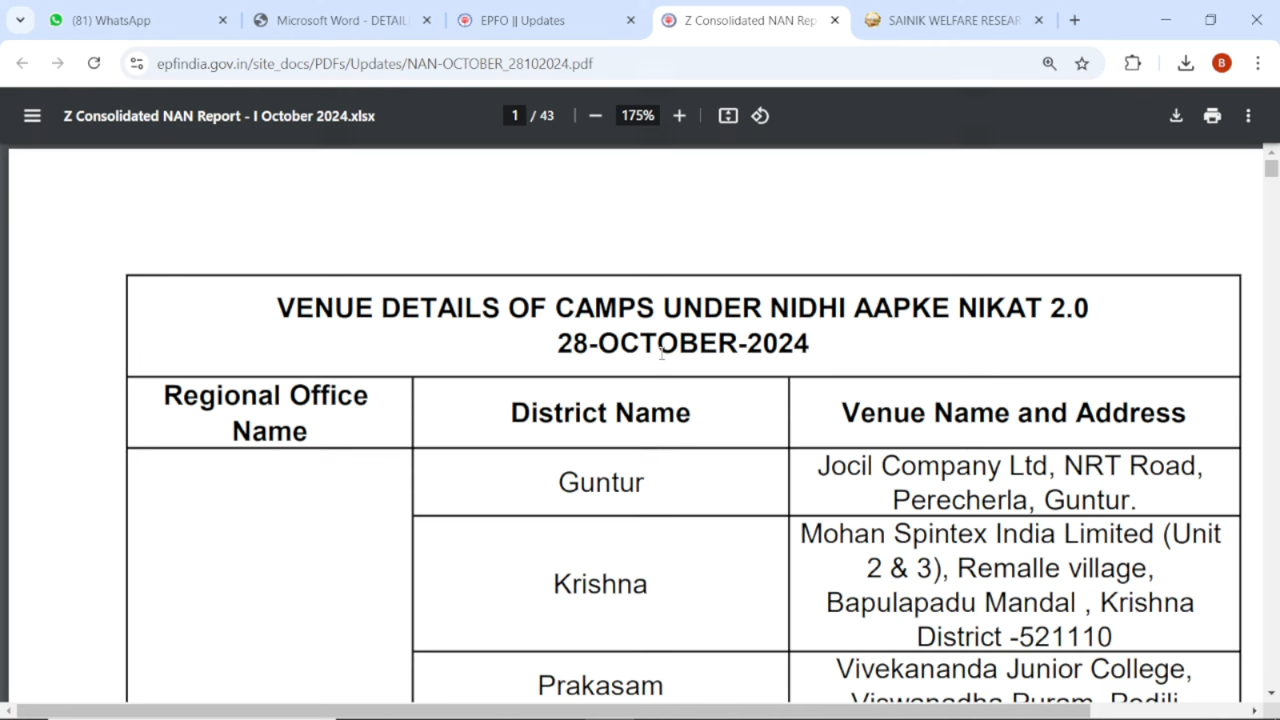 (81) WhatsApp
Microsoft Word - DETAIL
EPFO || Updates
Z Consolidated NAN Rep
SAINIK WELFARE RESEAR
epfindia.gov.in/site_docs/PDFs/Updates/NAN-OCTOBER_28102024.pdf
B
Z Consolidated NAN Report - I October 2024.xlsx
1 / 43
175%
VENUE DETAILS OF CAMPS UNDER NIDHI AAPKE NIKAT 2.0
28-OCTOBER-2024
Regional Office
Name
District Name
Venue Name and Address
Guntur
Jocil Company Ltd, NRT Road,
Perecherla, Guntur.
Krishna
Mohan Spintex India Limited (Unit
2 & 3), Remalle village,
Bapulapadu Mandal , Krishna
District -521110
Prakasam
Vivekananda Junior College,
Viswanadha Puram, Podili